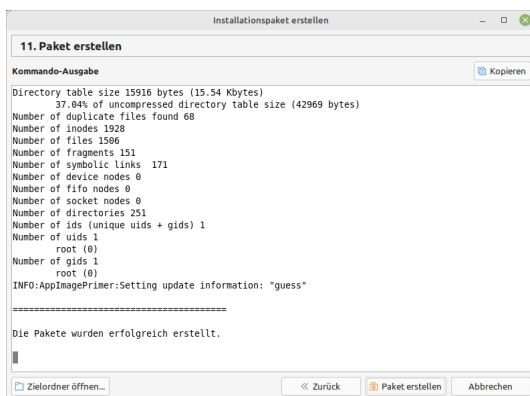 Installationspaket erstellen
11. Paket erstellen
Kommando-Ausgabe
Kopieren
Directory table size 15916 bytes (15.54 Kbytes)
37.04% of uncompressed directory table size (42969 bytes)
Number of duplicate files found 68
Number of inodes 1928
Number of files 1506
Number of fragments 151
Number of symbolic links  171
Number of device nodes 0
Number of fifo nodes 0
Number of socket nodes 0
Number of directories 251
Number of ids (unique uids + gids) 1
Number of uids 1
root (0)
Number of gids 1
root (0)
INFO:AppImagePrimer:Setting update information: "guess"
========================================
Die Pakete wurden erfolgreich erstellt.
Zielordner öffnen...
Zurück
Paket erstellen
Abbrechen